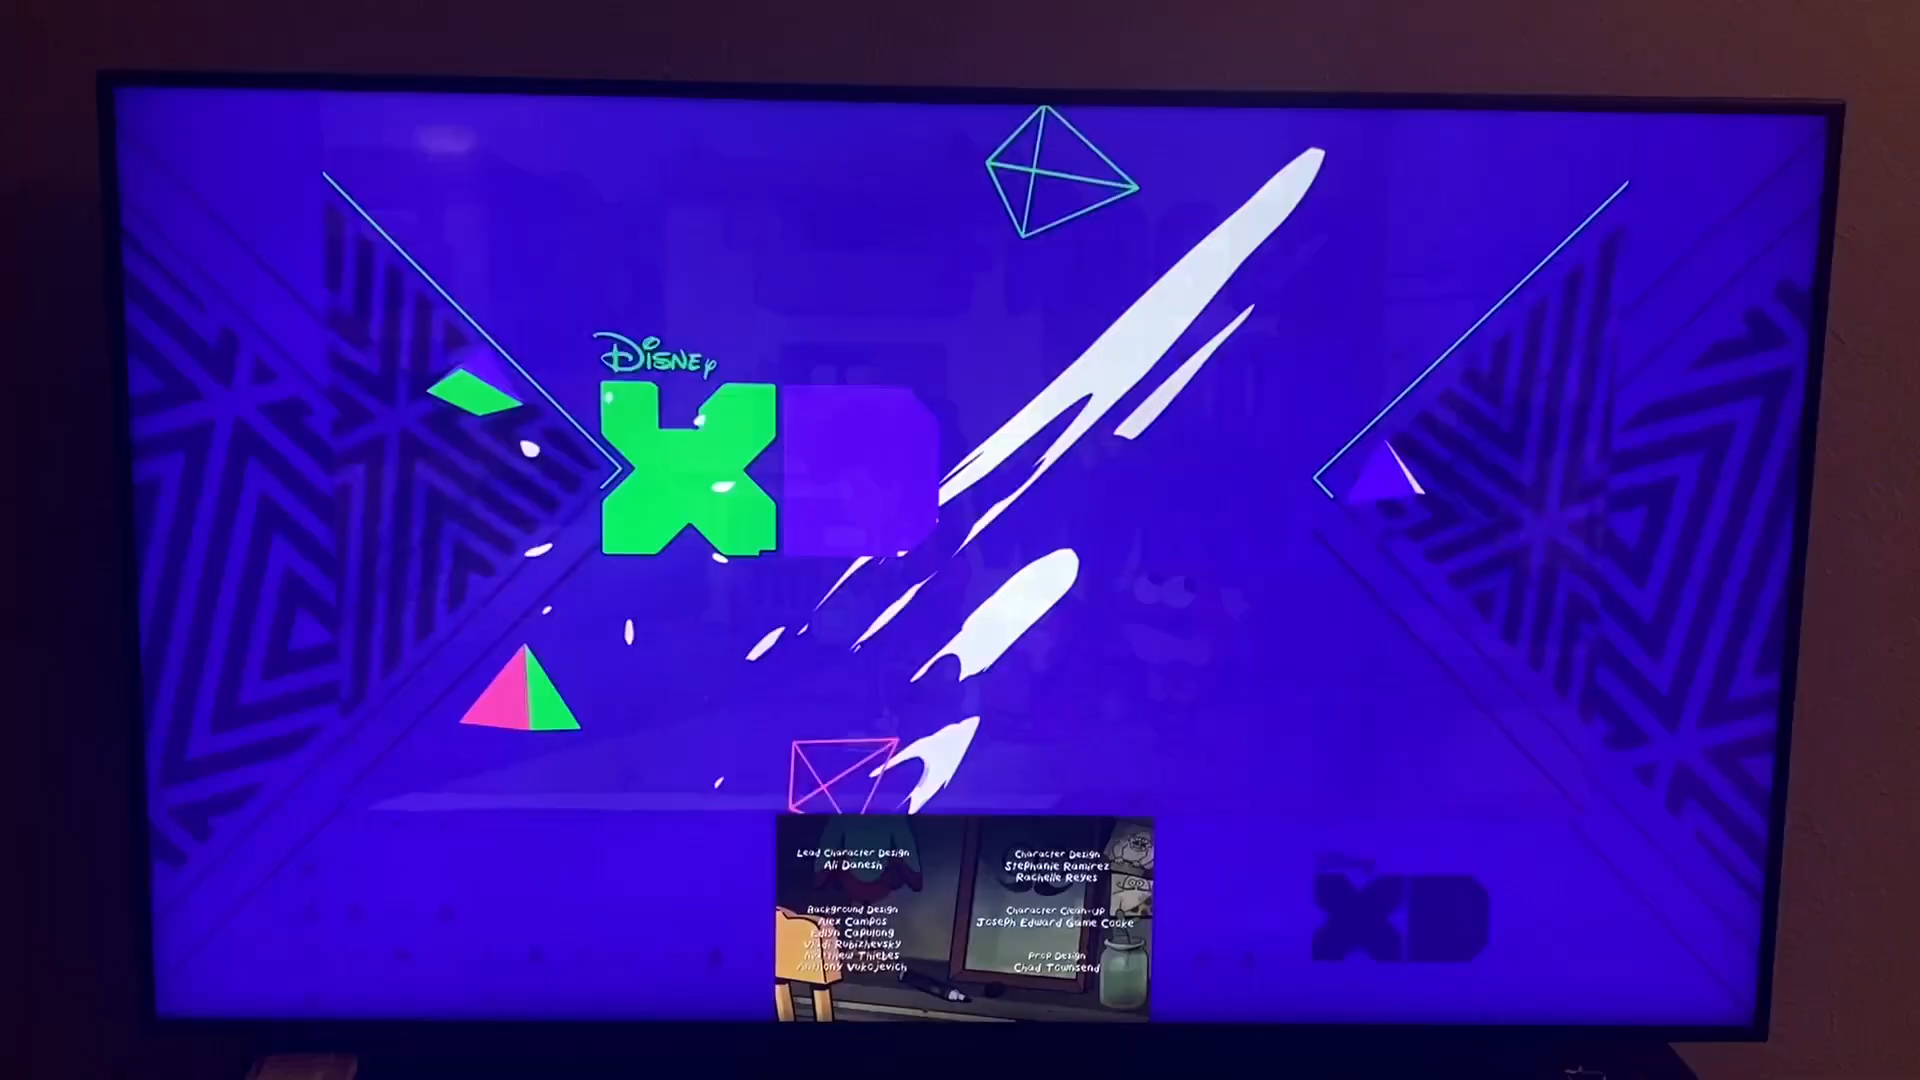 Disney
XD
Lead Character Design
Ali Danesh
Background Design
Alex Campos
Edlyn Capulong
Vladi Rubizhevsky
Matthew Thiebes
Anthony Vukojevich
Character Design
Stephanie Ramirez
Rachelle Reyes
Character Clean-up
Joseph Edward Game Cooke
Prop Design
Chad Townsend
Disney
XD